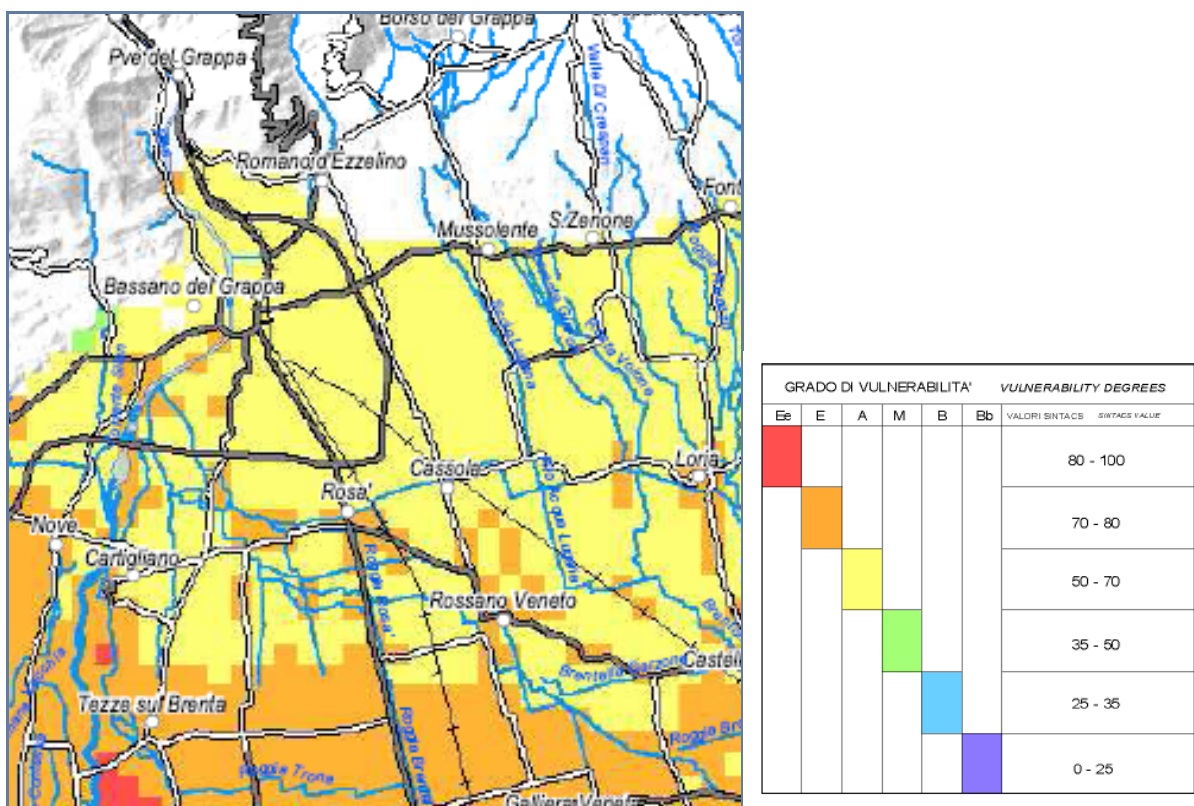 Borso del Grappa
Pve del Grappa
Valle Di Crespan
Romano d'Ezzelino
Font
Mussolente
S.Zenone
Bassano del Grappa
Cassola
Loria
Rosa'
Nove
Cartigliano
Roggia Rosa'
Rossano Veneto
Brentella Garzone
Castel
Tezze sul Brenta
Roggia Trona
Roggia Brenta
Galliera Veneta
GRADO DI VULNERABILITA' VULNERABILITY DEGREES
Ee E A M B Bb VALORI SINTACS SINTACS VALUE
80 - 100
70 - 80
50 - 70
35 - 50
25 - 35
0 - 25